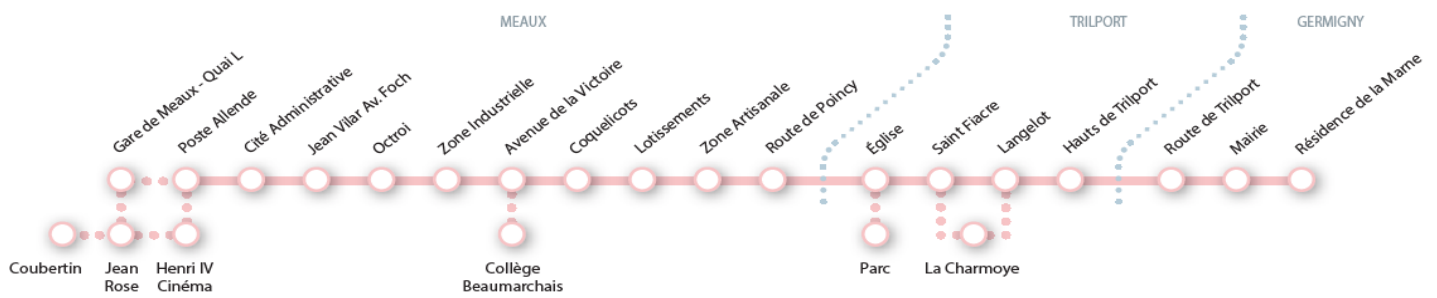 MEAUX
TRILPORT
GERMIGNY
Gare de Meaux - Quai L
Poste Allende
Cité Administrative
Jean Vilar Av. Foch
Octroi
Zone Industrielle
Avenue de la Victoire
Coquelicots
Lotissements
Zone Artisanale
Route de Poincy
Église
Saint Fiacre
Langelot
Hauts de Trilport
Route de Trilport
Mairie
Résidence de la Marne
Coubertin
Jean
Rose
Henri IV
Cinéma
Collège
Beaumarchais
Parc
La Charmoye